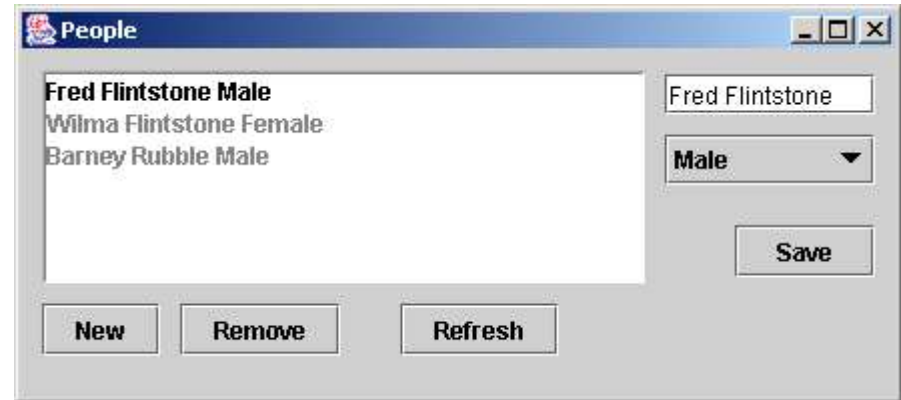 People
Fred Flintstone Male
Wilma Flintstone Female
Barney Rubble Male
Fred Flintstone
Male
Save
New Remove Refresh